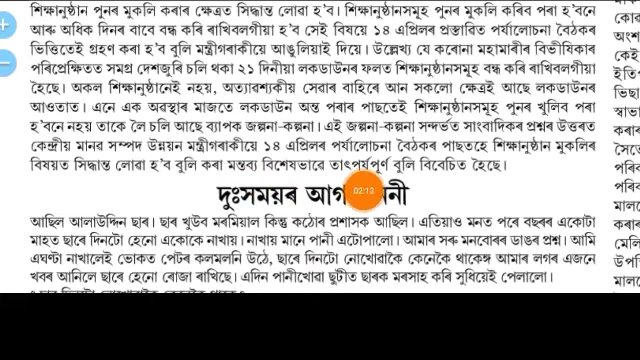 শিক্ষানুষ্ঠান পুনৰ মুকলি কৰাৰ ক্ষেত্ৰত সিদ্ধান্ত লোৱা হ'ব। শিক্ষানুষ্ঠানসমূহ পুনৰ মুকলি কৰিব পৰা হ'বনে
আৰু অধিক দিনৰ বাবে বন্ধ কৰি ৰাখিবলগীয়া হ'ব সেই বিষয়ে ১৪ এপ্ৰিলৰ প্ৰস্তাৱিত পৰ্যালোচনা বৈঠকৰ
ভিত্তিতেই গ্ৰহণ কৰা হ'ব বুলি মন্ত্ৰীগৰাকীয়ে আঙুলিয়াই দিয়ে। উল্লেখ্য যে কৰোনা মহামাৰীৰ বিভীষিকাৰ
পৰিপ্ৰেক্ষিতত সমগ্ৰ দেশজুৰি চলি থকা ২১ দিনীয়া লকডাউনৰ ফলত শিক্ষানুষ্ঠানসমূহ বন্ধ কৰি ৰাখিবলগীয়া
হৈছে। অকল শিক্ষানুষ্ঠানেই নহয়, অত্যাৱশ্যকীয় সেৱাৰ বাহিৰে আন সকলো ক্ষেত্ৰই আছে লকডাউনৰ
আওতাত। এনে এক অৱস্থাৰ মাজতে লকডাউন অন্ত পৰাৰ পাছতেই শিক্ষানুষ্ঠানসমূহ পুনৰ খুলিব পৰা
হ'বনে নহয় তাকে লৈ চলি আছে ব্যাপক জল্পনা-কল্পনা। এই জল্পনা-কল্পনা সন্দৰ্ভত সাংবাদিকৰ প্ৰশ্নৰ উত্তৰত
কেন্দ্ৰীয় মানৱ সম্পদ উন্নয়ন মন্ত্ৰীগৰাকীয়ে ১৪ এপ্ৰিলৰ পৰ্যালোচনা বৈঠকৰ পাছতহে শিক্ষানুষ্ঠান মুকলিৰ
বিষয়ত সিদ্ধান্ত লোৱা হ'ব বুলি কৰা মন্তব্য বিশেষভাৱে তাৎপৰ্যপূৰ্ণ বুলি বিবেচিত হৈছে।
দুঃসময়ৰ
02:13
আছিল আলাউদ্দিন ছাৰ। ছাৰ খুউব মৰমিয়াল কিন্তু কঠোৰ প্ৰশাসক আছিল। এতিয়াও মনত পৰে বছৰৰ একোটা
মাহত ছাৰে দিনটো হেনো একোকে নাখায়। নাখায় মানে পানী এটোপালো। আমাৰ সৰু মনবোৰৰ ডাঙৰ প্ৰশ্ন। আমি
এঘণ্টা নাখালেই ভোকত পেটৰ কলমলনি উঠে, ছাৰে দিনটো নোখোৱাকৈ কেনেকৈ থাকেঙ্গ আমাৰ লগৰ এজনে
খবৰ আনিলে ছাৰে হেনো ৰোজা ৰাখিছে। এদিন পানীখোৱা ছুটীত ছাৰক মৰসাহ কৰি সুধিয়েই পেলালো।